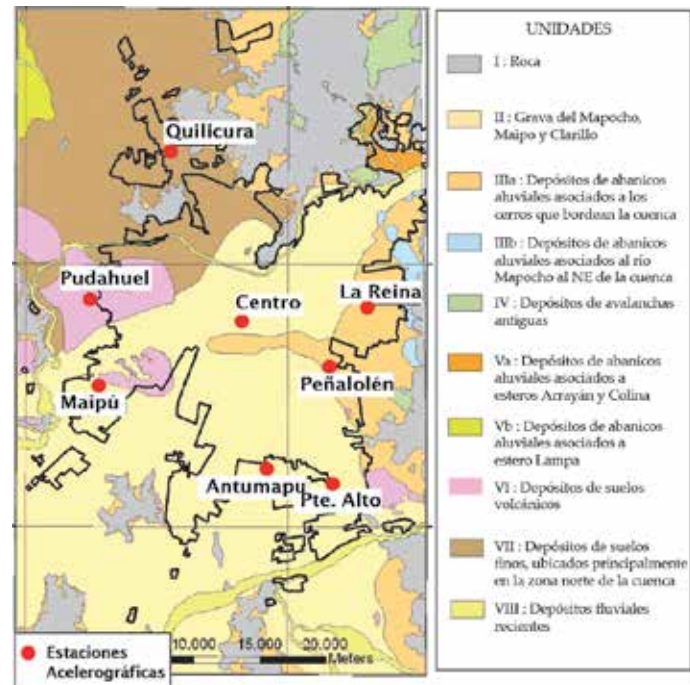 Quilicura
Pudahuel
Centro
La Reina
Peñalolén
Maipú
Antumapu
Pte. Alto
Estaciones
Acelerográficas
10.000 15.000 20.000
Meters
UNIDADES
I : Roca
II : Grava del Mapocho,
Maipo y Clarillo
IIIa : Depósitos de abanicos
aluviales asociados a los
cerros que bordean la cuenca
IIIb : Depósitos de abanicos
aluviales asociados al río
Mapocho al NE de la cuenca
IV : Depósitos de avalanchas
antiguas
Va : Depósitos de abanicos
aluviales asociados a
esteros Arrayán y Colina
Vb : Depósitos de abanicos
aluviales asociados a
estero Lampa
VI : Depósitos de suelos
volcánicos
VII : Depósitos de suelos
finos, ubicados principalmente
en la zona norte de la cuenca
VIII : Depósitos fluviales
recientes